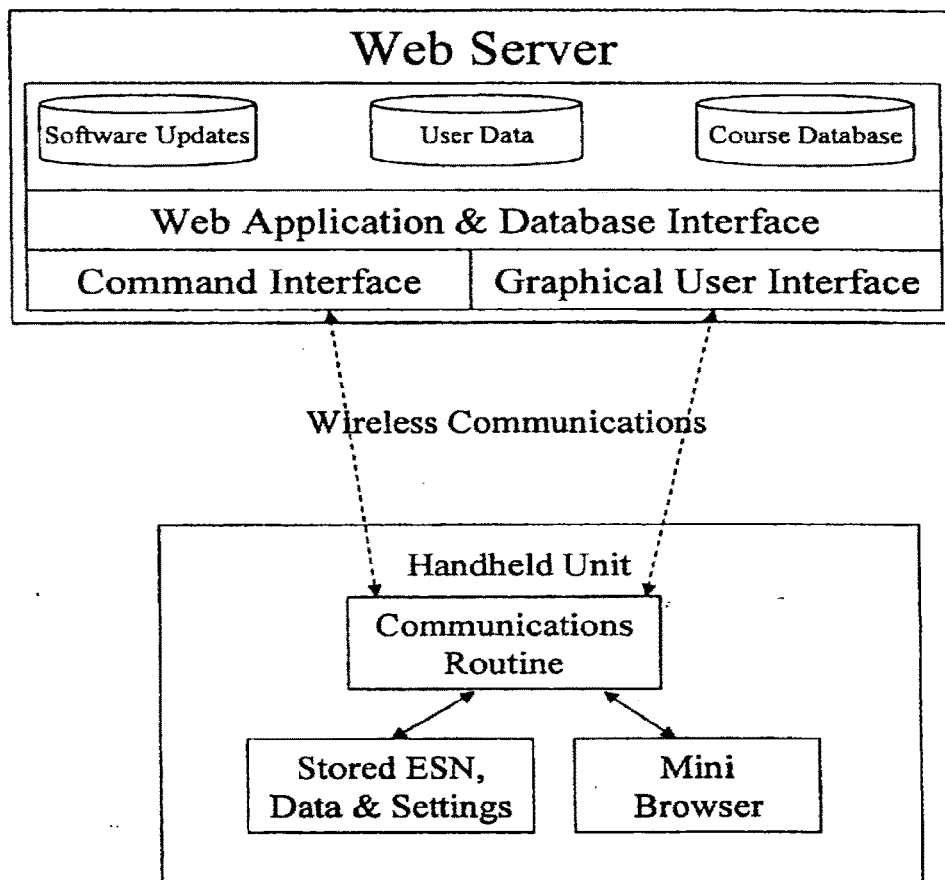 Web Server
Software Updates
User Data
Course Database
Web Application & Database Interface
Command Interface
Graphical User Interface
Wireless Communications
Handheld Unit
Communications
Routine
Stored ESN,
Data & Settings
Mini
Browser